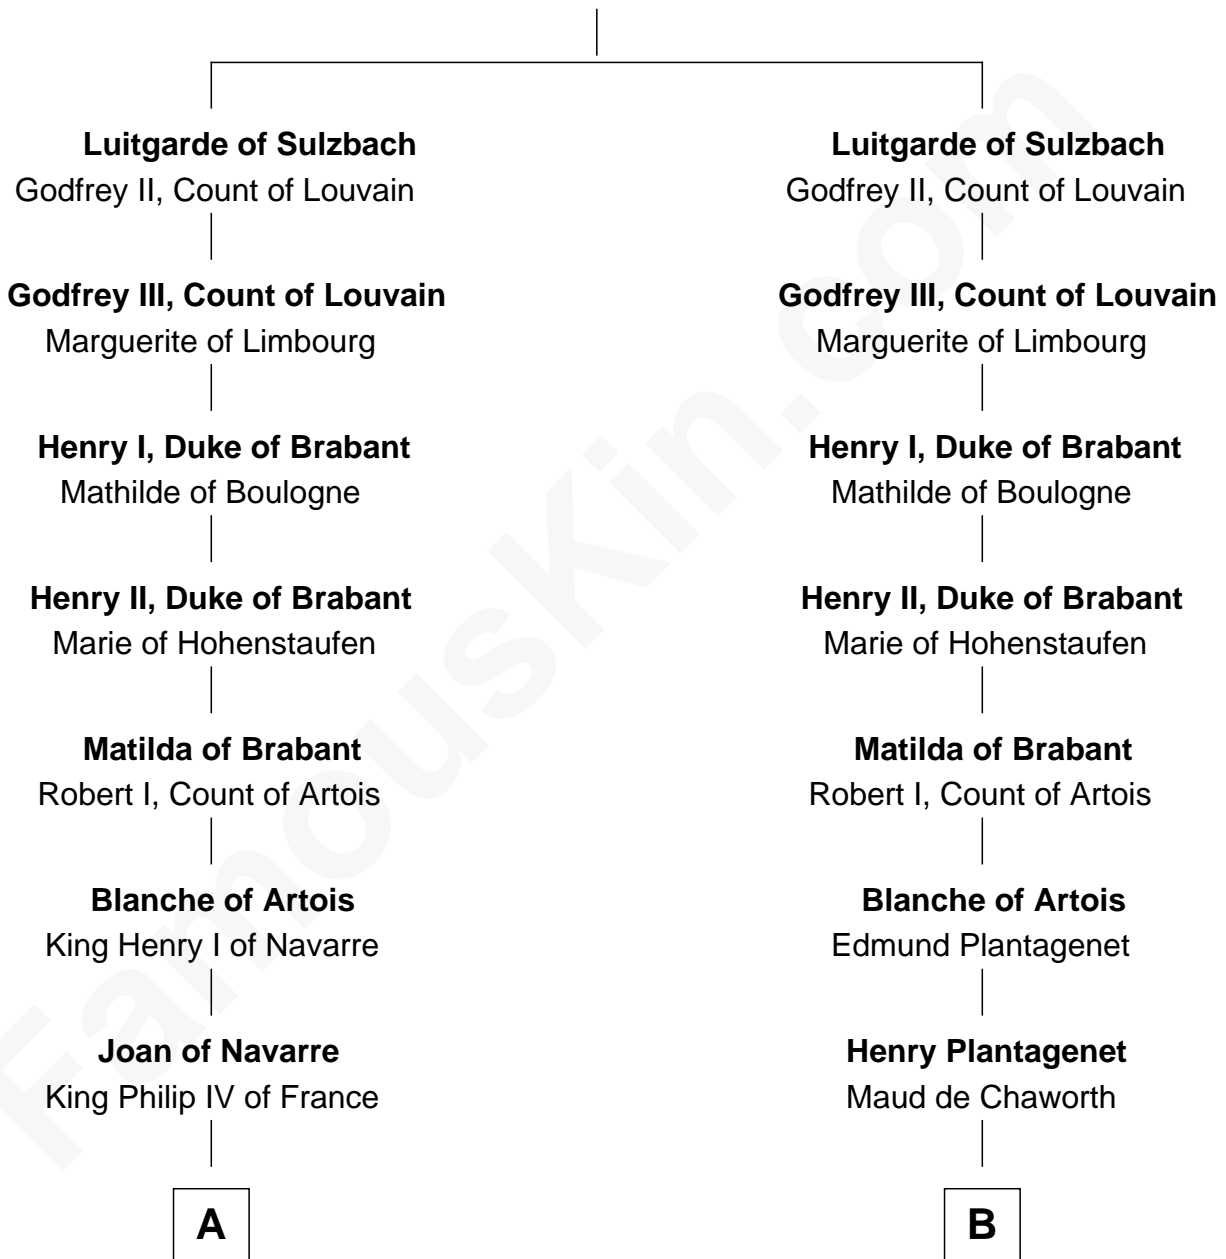 Luitgarde of Sulzbach
Godfrey II, Count of Louvain
Godfrey III, Count of Louvain
Marguerite of Limbourg
Henry I, Duke of Brabant
Mathilde of Boulogne
Henry II, Duke of Brabant
Marie of Hohenstaufen
Matilda of Brabant
Robert I, Count of Artois
Blanche of Artois
King Henry I of Navarre
Joan of Navarre
King Philip IV of France
A
Luitgarde of Sulzbach
Godfrey II, Count of Louvain
Godfrey III, Count of Louvain
Marguerite of Limbourg
Henry I, Duke of Brabant
Mathilde of Boulogne
Henry II, Duke of Brabant
Marie of Hohenstaufen
Matilda of Brabant
Robert I, Count of Artois
Blanche of Artois
Edmund Plantagenet
Henry Plantagenet
Maud de Chaworth
B
FamousKin.com